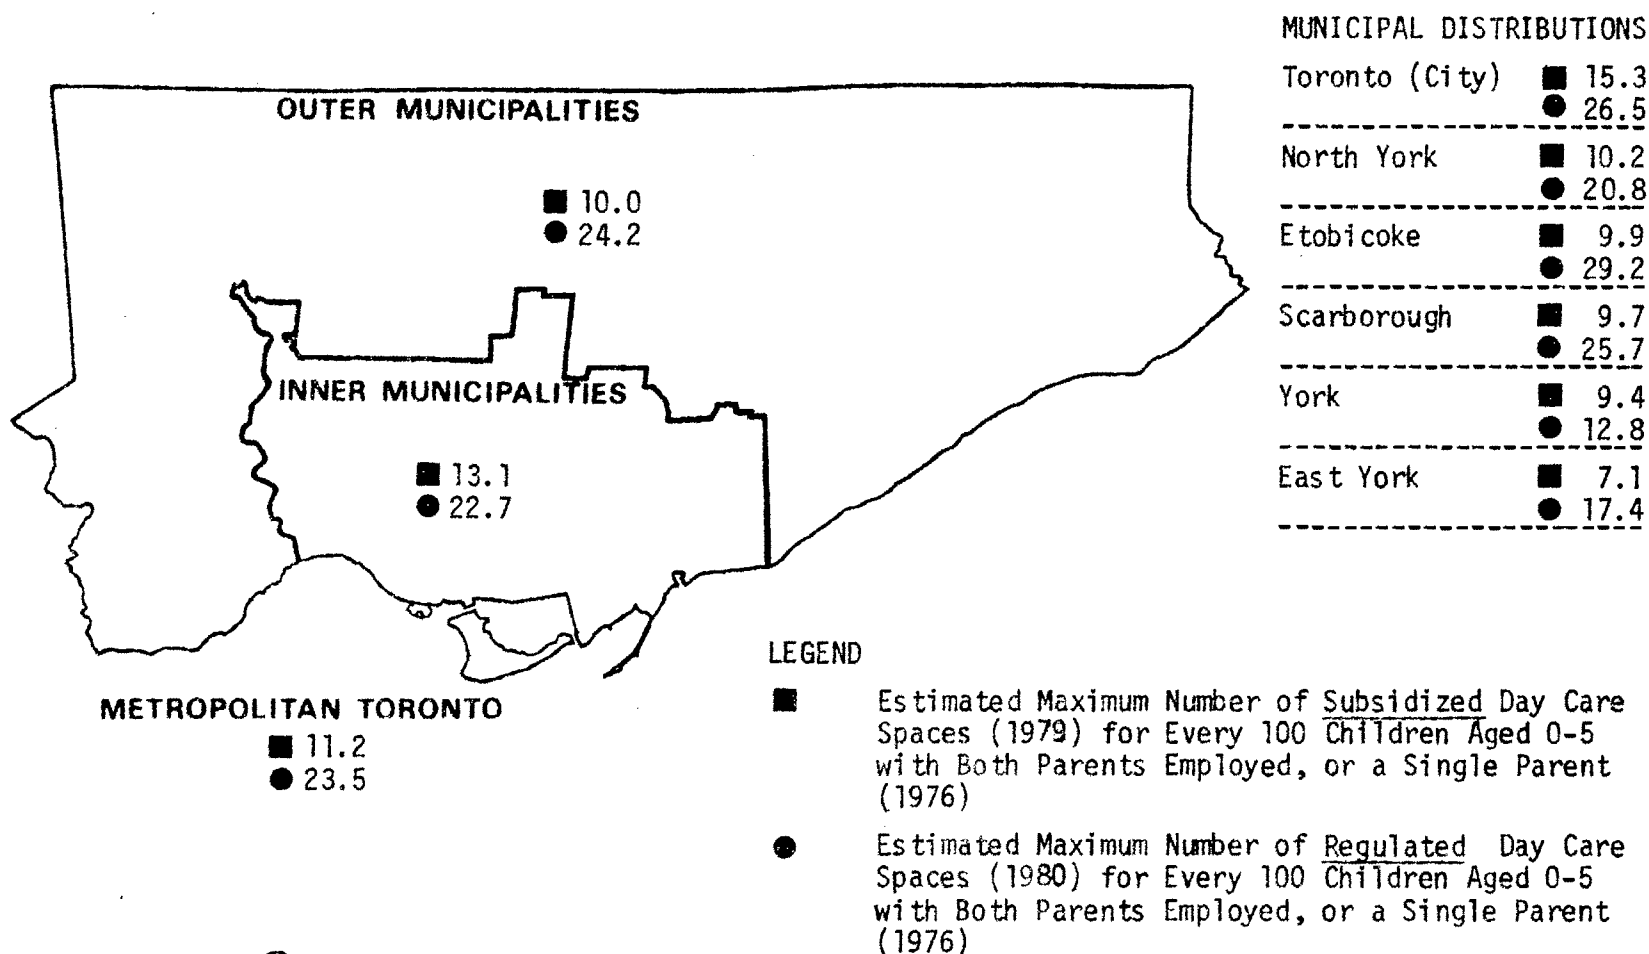 OUTER MUNICIPALITIES
■ 10.0
● 24.2
INNER MUNICIPALITIES
■ 13.1
● 22.7
METROPOLITAN TORONTO
■ 11.2
● 23.5
MUNICIPAL DISTRIBUTIONS
Toronto (City) ■ 15.3
● 26.5
North York ■ 10.2
● 20.8
Etobicoke ■ 9.9
● 29.2
Scarborough ■ 9.7
● 25.7
York ■ 9.4
● 12.8
East York ■ 7.1
● 17.4
LEGEND
■ Estimated Maximum Number of Subsidized Day Care
Spaces (1979) for Every 100 Children Aged 0-5
with Both Parents Employed, or a Single Parent
(1976)
● Estimated Maximum Number of Regulated Day Care
Spaces (1980) for Every 100 Children Aged 0-5
with Both Parents Employed, or a Single Parent
(1976)